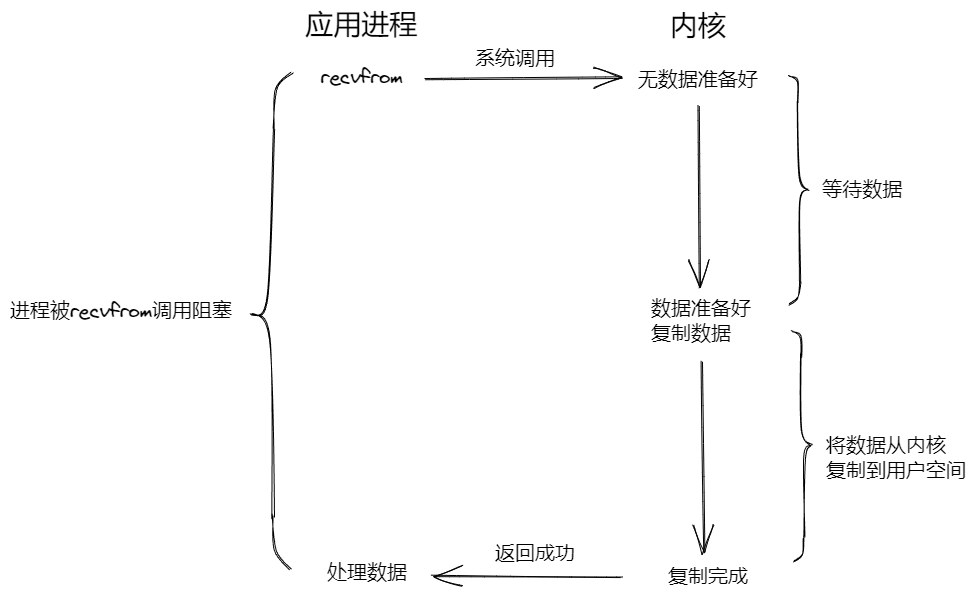 应用进程
内核
系统调用
recvfrom
无数据准备好
等待数据
进程被recvfrom调用阻塞
数据准备好
复制数据
将数据从内核
复制到用户空间
返回成功
处理数据
复制完成